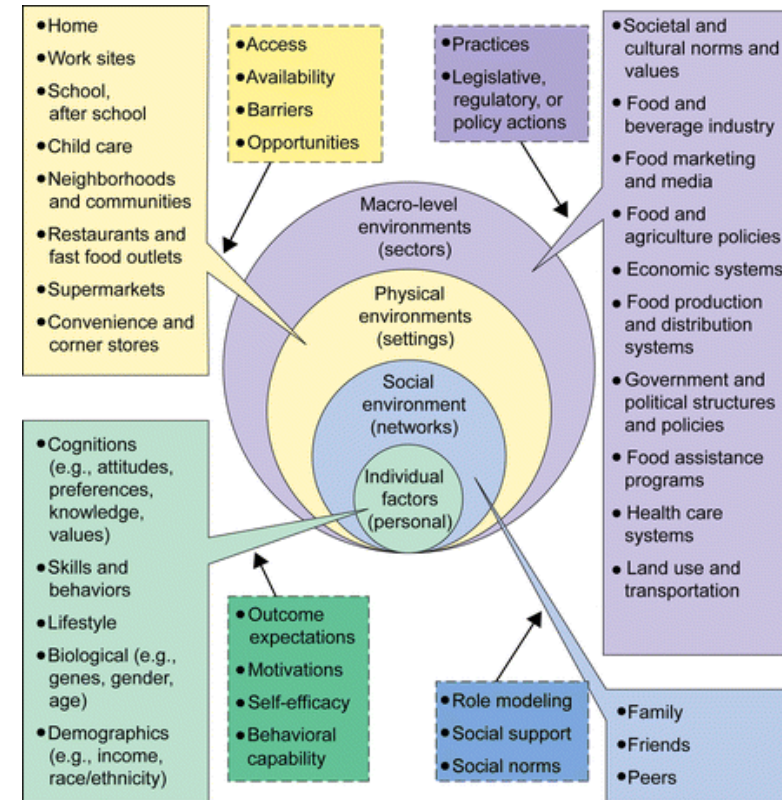 ●Home
●Work sites
●School,
after school
●Child care
●Neighborhoods
and communities
●Restaurants and
fast food outlets
●Supermarkets
●Convenience and
corner stores
●Access
●Availability
●Barriers
●Opportunities
●Practices
●Legislative,
regulatory, or
policy actions
●Societal and
cultural norms and
values
● Food and
beverage industry
●Food marketing
and media
● Food and
agriculture policies
● Economic systems
● Food production
and distribution
systems
●Government and
political structures
and policies
● Food assistance
programs
● Health care
systems
● Land use and
transportation
Macro-level
environments
(sectors)
Physical
environments
(settings)
Social
environment
(networks)
Individual
factors
(personal)
●Cognitions
(e.g., attitudes,
preferences,
knowledge,
values)
●Skills and
behaviors
●Lifestyle
●Biological (e.g.,
genes, gender,
age)
●Demographics
(e.g., income,
race/ethnicity)
●Outcome
expectations
●Motivations
●Self-efficacy
●Behavioral
capability
●Role modeling
●Social support
●Social norms
●Family
●Friends
●Peers